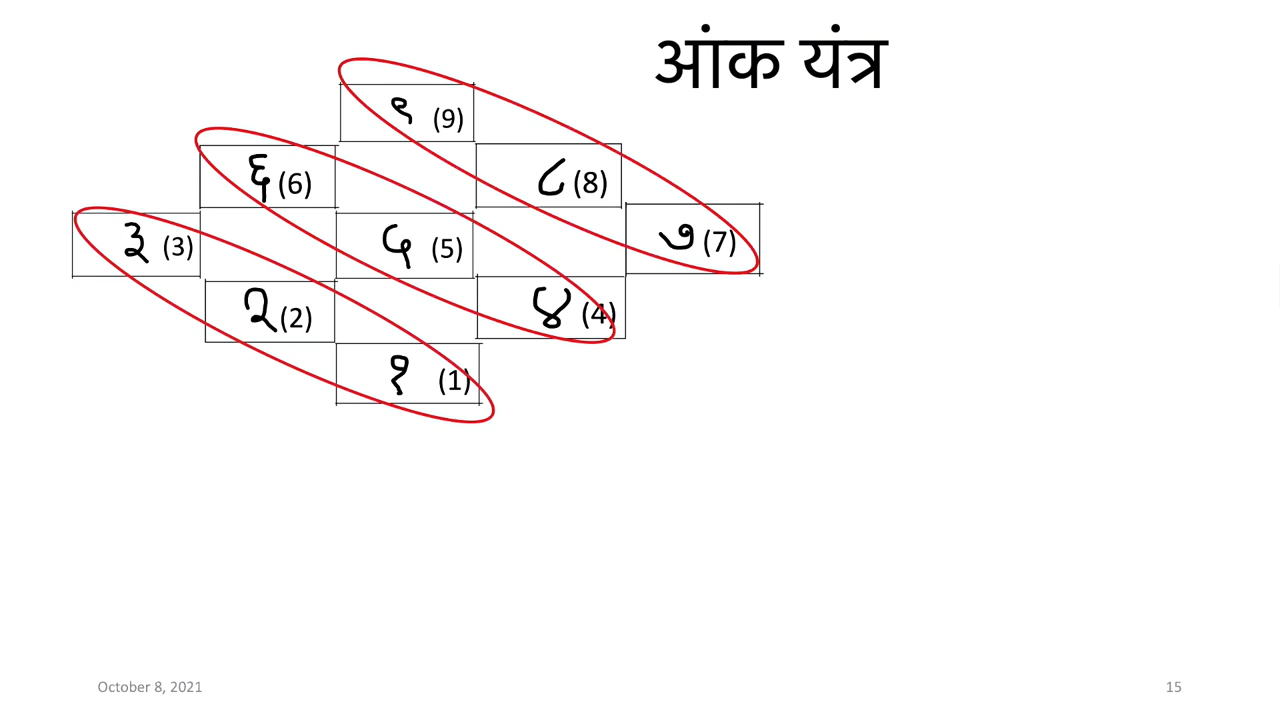 आंक यंत्र
९ (9)
६ (6) ८ (8)
३ (3) ५ (5) ७ (7)
२ (2) ४ (4)
१ (1)
October 8, 2021 15